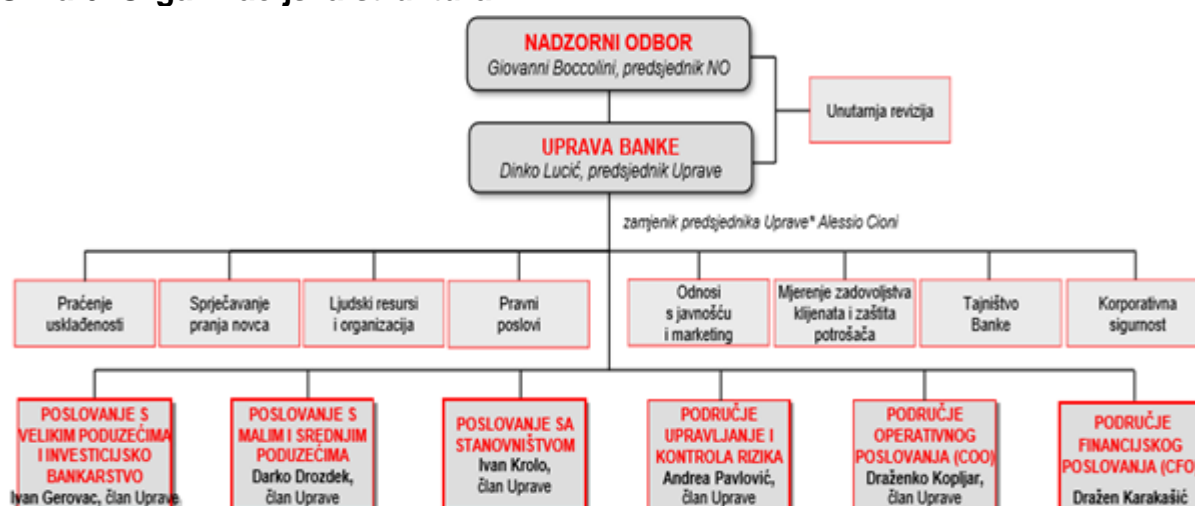 NADZORNI ODBOR
Giovanni Boccolini, predsjednik NO
Unutarnja revizija
UPRAVA BANKE
Dinko Lucić, predsjednik Uprave
zamjenik predsjednika Uprave* Alessio Cioni
Praćenje
usklađenosti
Sprječavanje
pranja novca
Ljudski resursi
i organizacija
Pravni
poslovi
Odnosi
s javnošću
i marketing
Mjerenje zadovoljstva
klijenata i zaštita
potrošača
Tajništvo
Banke
Korporativna
sigurnost
POSLOVANJE S
VELIKIM PODUZEĆIMA
I INVESTICIJSKO
BANKARSTVO
Ivan Gerovac, član Uprave
POSLOVANJE S
MALIM I SREDNJIM
PODUZEĆIMA
Darko Drozdek,
član Uprave
POSLOVANJE SA
STANOVNIŠTVOM
Ivan Krolo,
član Uprave
PODRUČJE
UPRAVLJANJE I
KONTROLA RIZIKA
Andrea Pavlović,
član Uprave
PODRUČJE
OPERATIVNOG
POSLOVANJA (COO)
Draženko Kopljar,
član Uprave
PODRUČJE
FINANCIJSKOG
POSLOVANJA (CFO
Dražen Karakašić